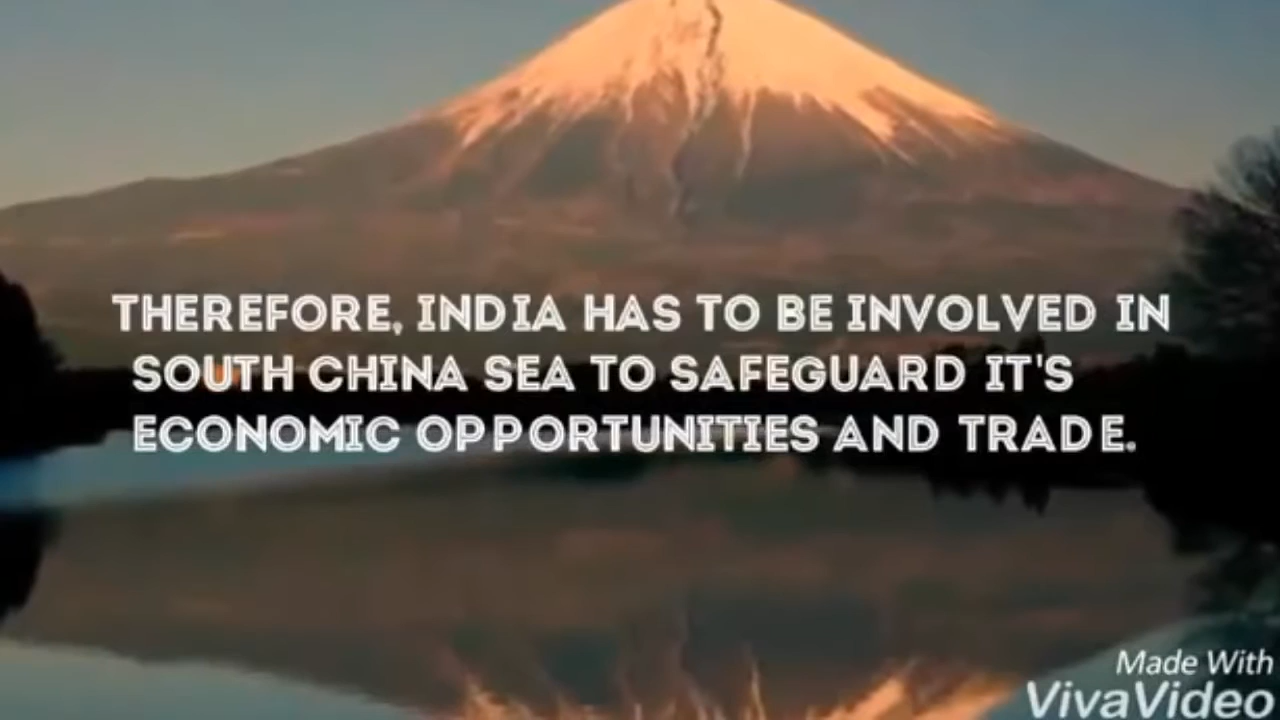 THEREFORE, INDIA HAS TO BE INVOLVED IN
SOUTH CHINA SEA TO SAFEGUARD IT'S
ECONOMIC OPPORTUNITIES AND TRADE.
Made With
VivaVideo